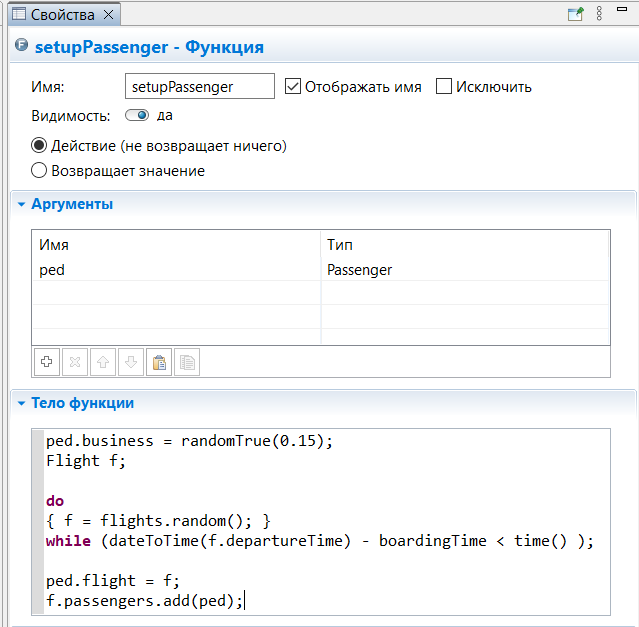 Свойства
setupPassenger - Функция
Имя: setupPassenger Отображать имя Исключить
Видимость: да
Действие (не возвращает ничего)
Возвращает значение
Аргументы
Имя Тип
ped Passenger
Тело функции
ped.business = randomTrue(0.15);
Flight f;
do
{ f = flights.random(); }
while (dateToTime(f.departureTime) - boardingTime < time() );
ped.flight = f;
f.passengers.add(ped);